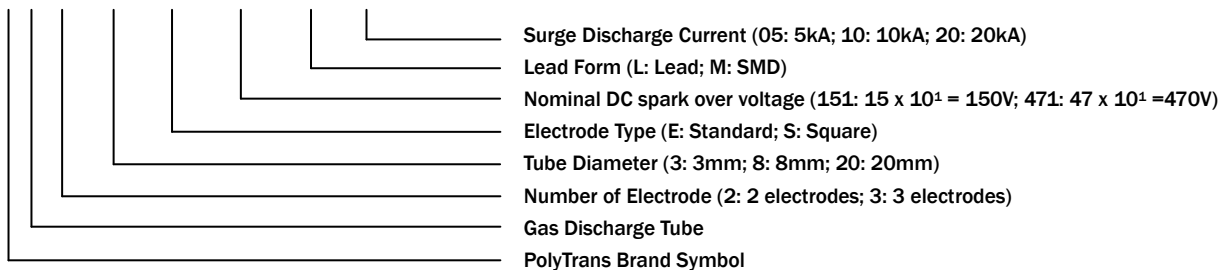 Surge Discharge Current (05: 5kA; 10: 10kA; 20: 20kA)
Lead Form (L: Lead; M: SMD)
Nominal DC spark over voltage (151: 15 x 10¹ = 150V; 471: 47 x 10¹ =470V)
Electrode Type (E: Standard; S: Square)
Tube Diameter (3: 3mm; 8: 8mm; 20: 20mm)
Number of Electrode (2: 2 electrodes; 3: 3 electrodes)
Gas Discharge Tube
PolyTrans Brand Symbol